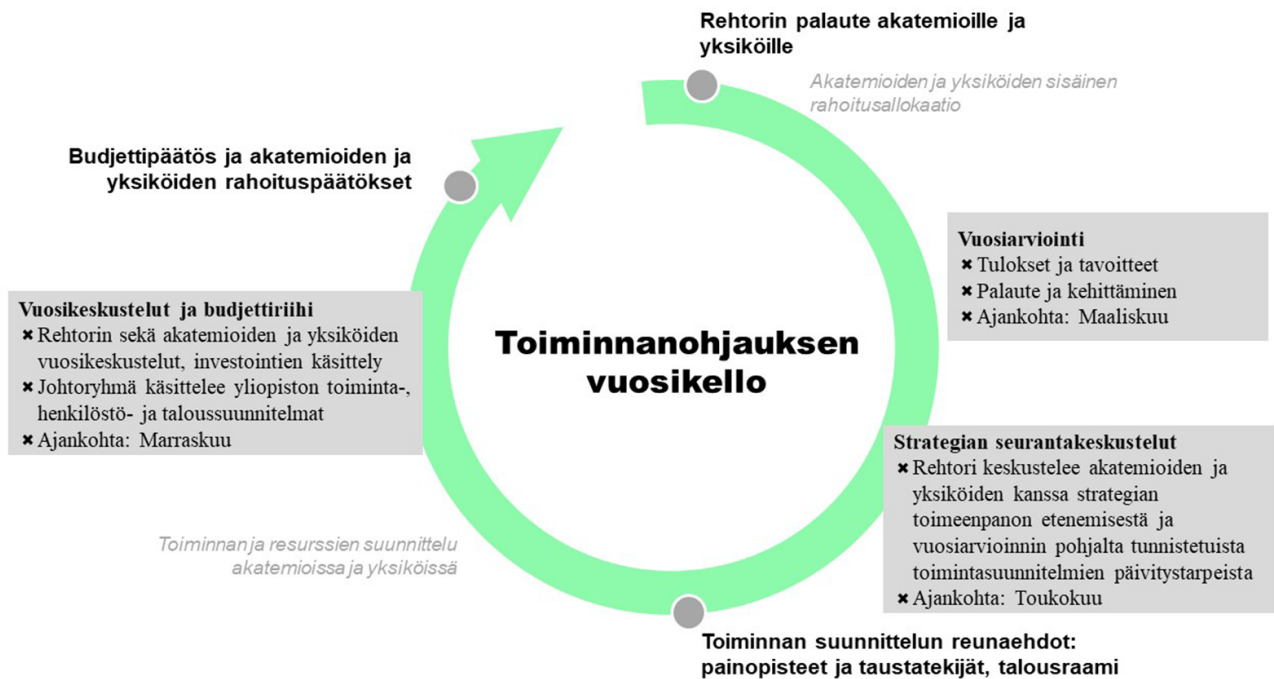 Rehtorin palaute akatemioille ja
yksiköille
Akatemioiden ja yksiköiden sisäinen
rahoitusallokaatio
Budjettipäätös ja akatemioiden ja
yksiköiden rahoituspäätökset
Vuosiarviointi
✖ Tulokset ja tavoitteet
✖ Palaute ja kehittäminen
✖ Ajankohta: Maaliskuu
Vuosikeskustelut ja budjettiriihi
✖ Rehtorin sekä akatemioiden ja yksiköiden
vuosikeskustelut, investointien käsittely
✖ Johtoryhmä käsittelee yliopiston toiminta-,
henkilöstö- ja taloussuunnitelmat
✖ Ajankohta: Marraskuu
Toiminnanohjauksen
vuosikello
Strategian seurantakeskustelut
✖ Rehtori keskustelee akatemioiden ja
yksiköiden kanssa strategian
toimeenpanon etenemisestä ja
vuosiarvioinnin pohjalta tunnistetuista
toimintasuunnitelmien päivitystarpeista
✖ Ajankohta: Toukokuu
Toiminnan ja resurssien suunnittelu
akatemioissa ja yksiköissä
Toiminnan suunnittelun reunaehdot:
painopisteet ja taustatekijät, talousraami